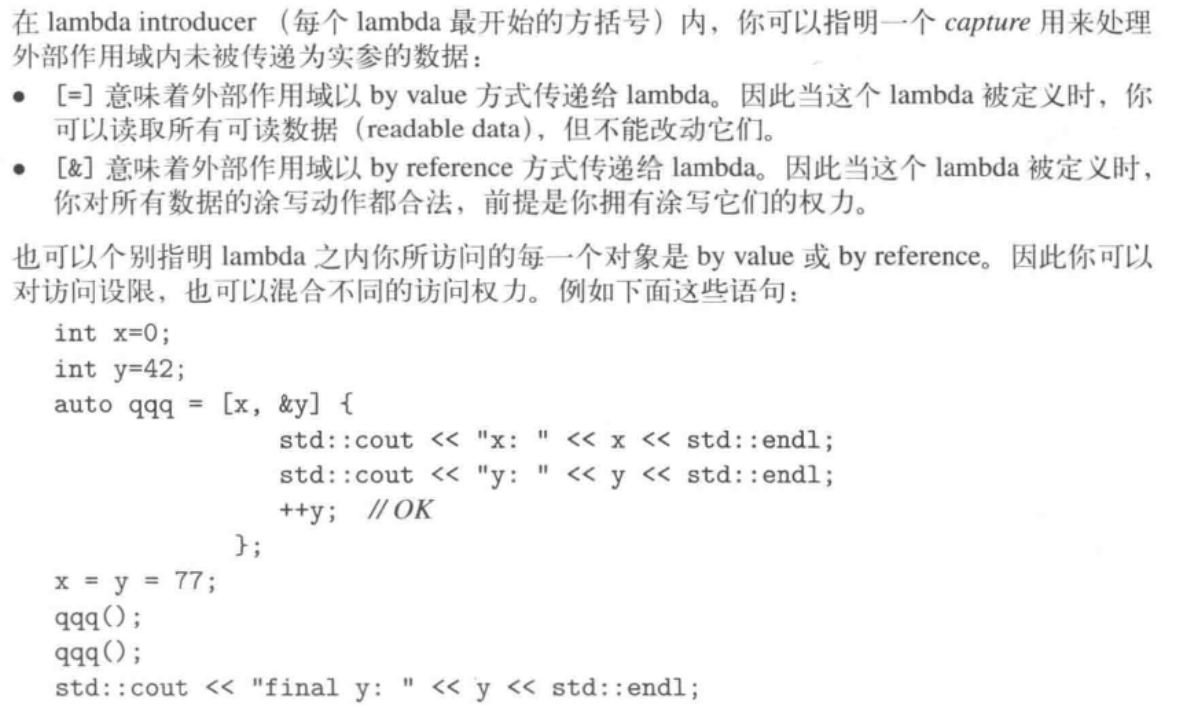 在 lambda introducer （每个 lambda 最开始的方括号）内，你可以指明一个 capture 用来处理
外部作用域内未被传递为实参的数据：
• [=] 意味着外部作用域以 by value 方式传递给 lambda。因此当这个 lambda 被定义时，你
可以读取所有可读数据（readable data），但不能改动它们。
• [&] 意味着外部作用域以 by reference 方式传递给 lambda。因此当这个 lambda 被定义时，
你对所有数据的涂写动作都合法，前提是你拥有涂写它们的权力。
也可以个别指明 lambda 之内你所访问的每一个对象是 by value 或 by reference。因此你可以
对访问设限，也可以混合不同的访问权力。例如下面这些语句：
int x=0;
int y=42;
auto qqq = [x, &y] {
std::cout << "x: " << x << std::endl;
std::cout << "y: " << y << std::endl;
++y; // OK
};
x = y = 77;
qqq();
qqq();
std::cout << "final y: " << y << std::endl;